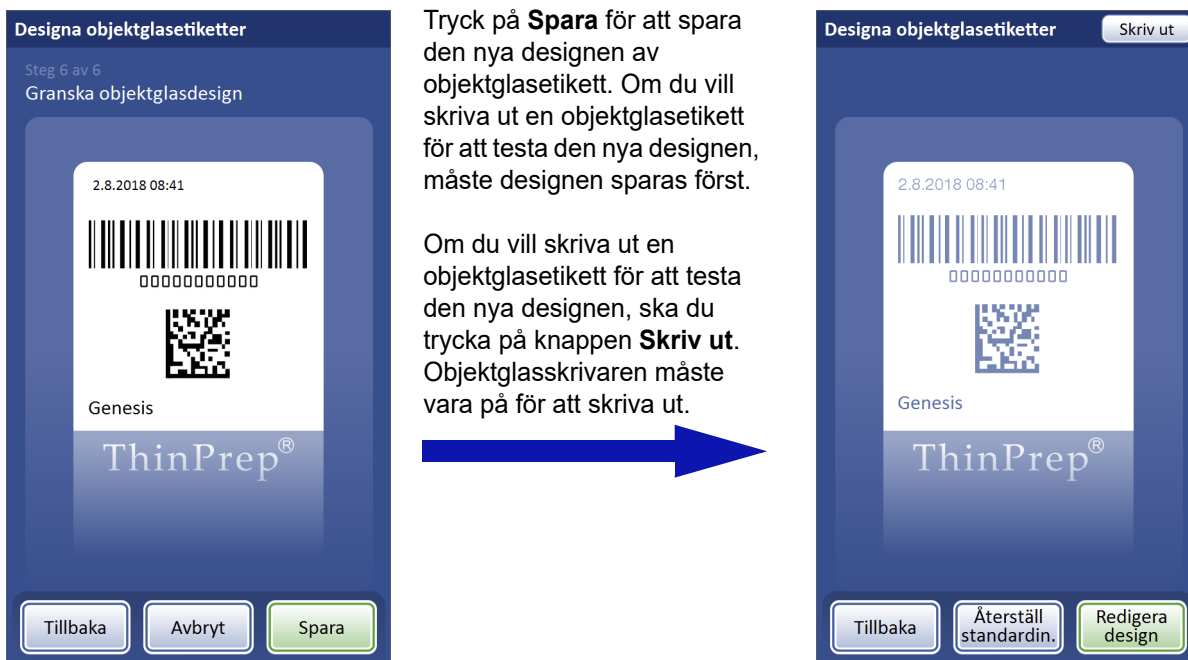 Designa objektglasetiketter
Steg 6 av 6
Granska objektglasdesign
2.8.2018 08:41
00000000000
Genesis
ThinPrep®
Tillbaka
Avbryt
Spara
Tryck på Spara för att spara
den nya designen av
objektglasetikett. Om du vill
skriva ut en objektglasetikett
för att testa den nya designen,
måste designen sparas först.
Om du vill skriva ut en
objektglasetikett för att testa
den nya designen, ska du
trycka på knappen Skriv ut.
Objektglasskrivaren måste
vara på för att skriva ut.
Designa objektglasetiketter
Skriv ut
2.8.2018 08:41
00000000000
Genesis
ThinPrep®
Tillbaka
Återställ
standardin.
Redigera
design